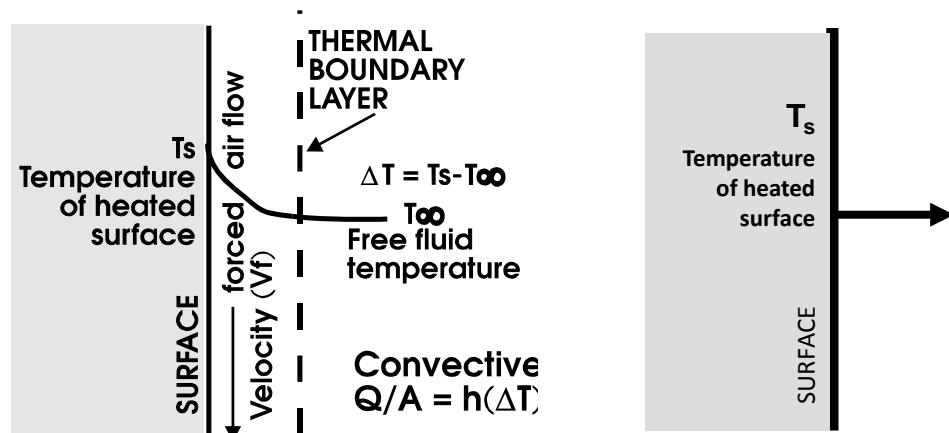 THERMAL
BOUNDARY
LAYER
air flow
Ts
Temperature
of heated
surface
ΔT = Ts-T∞
T∞
Free fluid
temperature
forced
Velocity (Vf)
SURFACE
Convective
Q/A = h(ΔT)
Ts
Temperature
of heated
surface
SURFACE